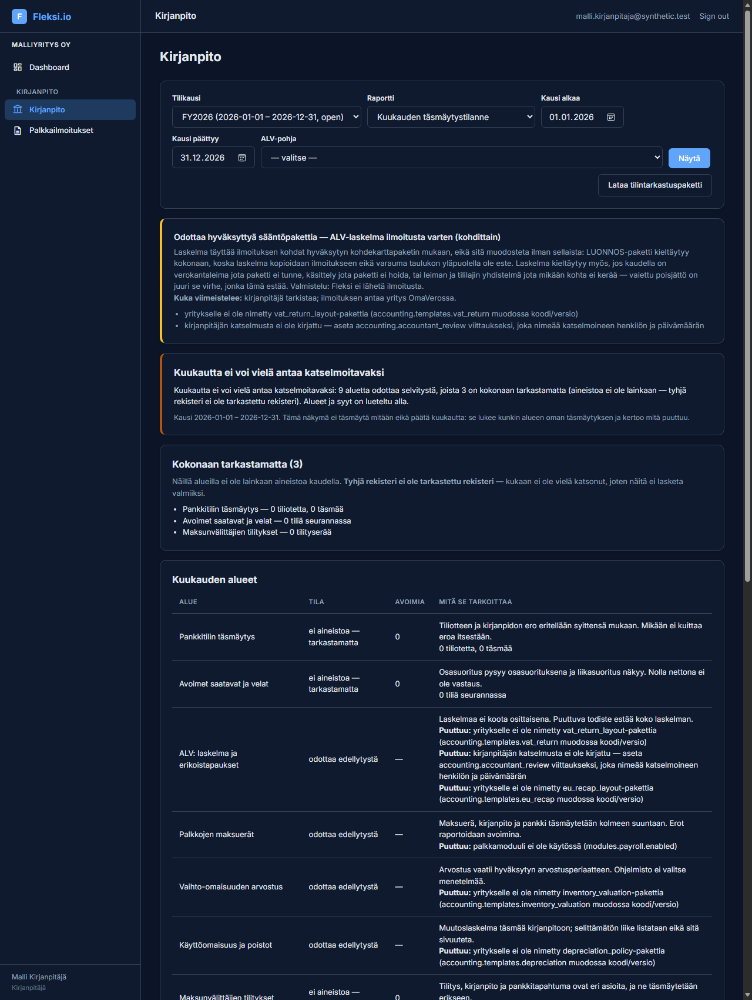 F Fleksi.io
Kirjanpito
malli.kirjanpitaja@synthetic.test Sign out
MALLIYRITYS OY
Dashboard
KIRJANPITO
Kirjanpito
Palkkailmoitukset
Kirjanpito
Tilikausi
FY2026 (2026-01-01 – 2026-12-31, open)
Raportti
Kuukauden täsmäytystilanne
Kausi alkaa
01.01.2026
Kausi päättyy
31.12.2026
ALV-pohja
— valitse —
Näytä
Lataa tilintarkastuspaketti
Odottaa hyväksyttyä sääntöpakettia — ALV-laskelma ilmoitusta varten (kohdittain)
Laskelma täyttää ilmoituksen kohdat hyväksytyn kohdekarttapaketin mukaan, eikä sitä muodosteta ilman sellaista: LUONNOS-paketti kieltäytyy
kokonaan, koska laskelma kopioidaan ilmoitukseen eikä varauma taulukon yläpuolella ole este. Laskelma kieltäytyy myös, jos kaudella on
verokantaleima jota paketti ei tunne, käsittely jota paketti ei hoida, tai leiman ja tililajin yhdistelmä jota mikään kohta ei kerää — vaiettu poisjättö on
juuri se virhe, jonka tämä estää. Valmistelu: Fleksi ei lähetä ilmoitusta.
Kuka viimeistelee: kirjanpitäjä tarkistaa; ilmoituksen antaa yritys OmaVerossa.
• yritykselle ei ole nimetty vat_return_layout-pakettia (accounting.templates.vat_return muodossa koodi/versio)
• kirjanpitäjän katselmusta ei ole kirjattu — aseta accounting.accountant_review viittaukseksi, joka nimeää katselmoineen henkilön ja päivämäärän
Kuukautta ei voi vielä antaa katselmoitavaksi
Kuukautta ei voi vielä antaa katselmoitavaksi: 9 aluetta odottaa selvitystä, joista 3 on kokonaan tarkastamatta (aineistoa ei ole lainkaan — tyhjä
rekisteri ei ole tarkastettu rekisteri). Alueet ja syyt on lueteltu alla.
Kausi 2026-01-01 – 2026-12-31. Tämä näkymä ei täsmäytä mitään eikä päätä kuukautta: se lukee kunkin alueen oman täsmäytyksen ja kertoo mitä puuttuu.
Kokonaan tarkastamatta (3)
Näillä alueilla ei ole lainkaan aineistoa kaudella. Tyhjä rekisteri ei ole tarkastettu rekisteri — kukaan ei ole vielä katsonut, joten näitä ei lasketa
valmiiksi.
• Pankkitilin täsmäytys — 0 tiliotetta, 0 täsmää
• Avoimet saatavat ja velat — 0 tiliä seurannassa
• Maksunvälittäjien tilitykset — 0 tilityserää
Kuukauden alueet
ALUE TILA AVOIMIA MITÄ SE TARKOITTAA
Pankkitilin täsmäytys
ei aineistoa —
tarkastamatta
0
Tiliotteen ja kirjanpidon ero eritellään syittensä mukaan. Mikään ei kuittaa
eroa itsestään.
0 tiliotetta, 0 täsmää
Avoimet saatavat ja velat
ei aineistoa —
tarkastamatta
0
Osasuoritus pysyy osasuorituksena ja liikasuoritus näkyy. Nolla nettona ei
ole vastaus.
0 tiliä seurannassa
ALV: laskelma ja
erikoistapaukset
odottaa edellytystä
—
Laskelmaa ei koota osittaisena. Puuttuva todiste estää koko laskelman.
Puuttuu: yritykselle ei ole nimetty vat_return_layout-pakettia
(accounting.templates.vat_return muodossa koodi/versio)
Puuttuu: kirjanpitäjän katselmusta ei ole kirjattu — aseta
accounting.accountant_review viittaukseksi, joka nimeää katselmoineen
henkilön ja päivämäärän
Puuttuu: yritykselle ei ole nimetty eu_recap_layout-pakettia
(accounting.templates.eu_recap muodossa koodi/versio)
Palkkojen maksuerät
odottaa edellytystä
—
Maksuerä, kirjanpito ja pankki täsmäytetään kolmeen suuntaan. Erot
raportoidaan avoimina.
Puuttuu: palkkamoduuli ei ole käytössä (modules.payroll.enabled)
Vaihto-omaisuuden arvostus
odottaa edellytystä
—
Arvostus vaatii hyväksytyn arvostusperiaatteen. Ohjelmisto ei valitse
menetelmää.
Puuttuu: yritykselle ei ole nimetty inventory_valuation-pakettia
(accounting.templates.inventory_valuation muodossa koodi/versio)
Käyttöomaisuus ja poistot
odottaa edellytystä
—
Muutoslaskelma täsmää kirjanpitoon; selittämätön liike listataan eikä sitä
sivuuteta.
Puuttuu: yritykselle ei ole nimetty depreciation_policy-pakettia
(accounting.templates.depreciation muodossa koodi/versio)
Maksunvälittäjien tilitykset
ei aineistoa —
0
Tilitys, kirjanpito ja pankkitapahtuma ovat eri asioita, ja ne täsmäytetään
erikseen.
Malli Kirjanpitäjä
Kirjanpitäjä